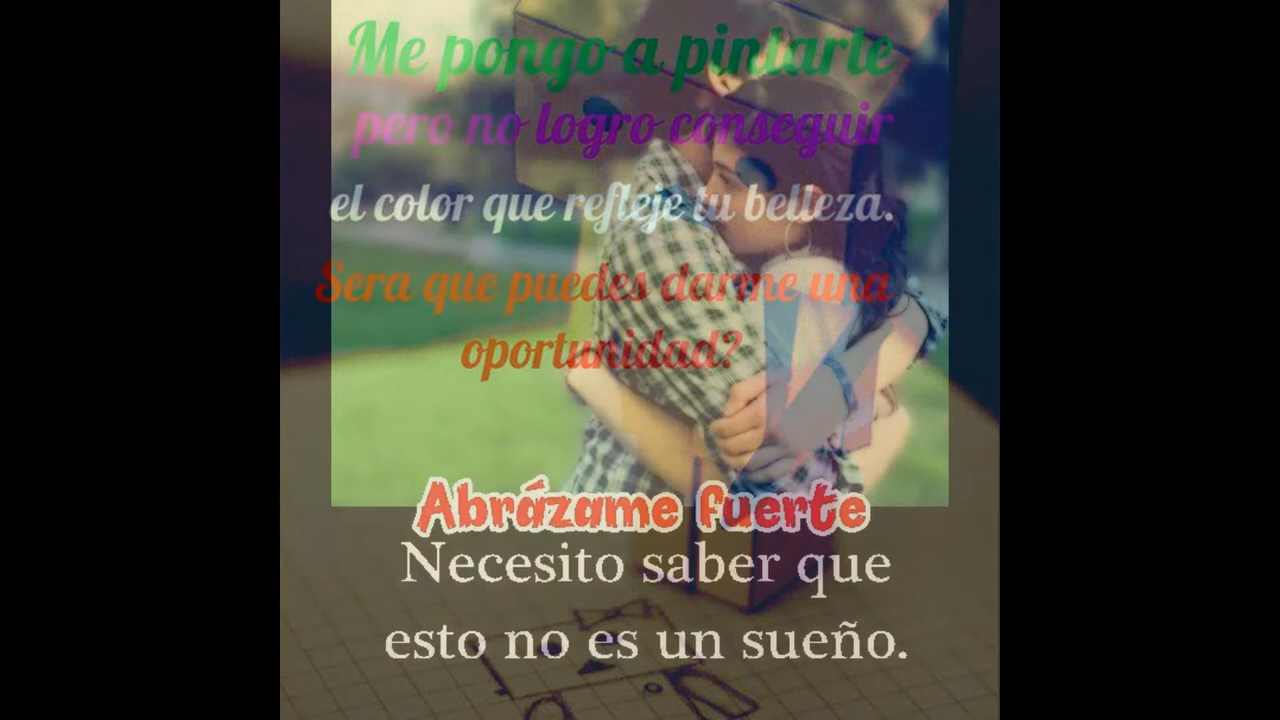 Me pongo a pintarte
pero no logro conseguir
el color que refleje tu belleza.
Sera que puedes darme una
oportunidad?
Abrázame fuerte
Necesito saber que
esto no es un sueño.